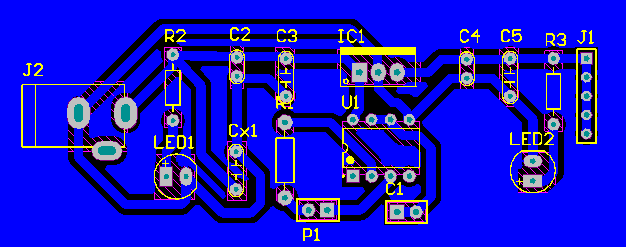 R2 C2 C3 IC1 C4 C5 R3 J1
J2
R1 U1
LED1 Cx1 LED2
C1
P1